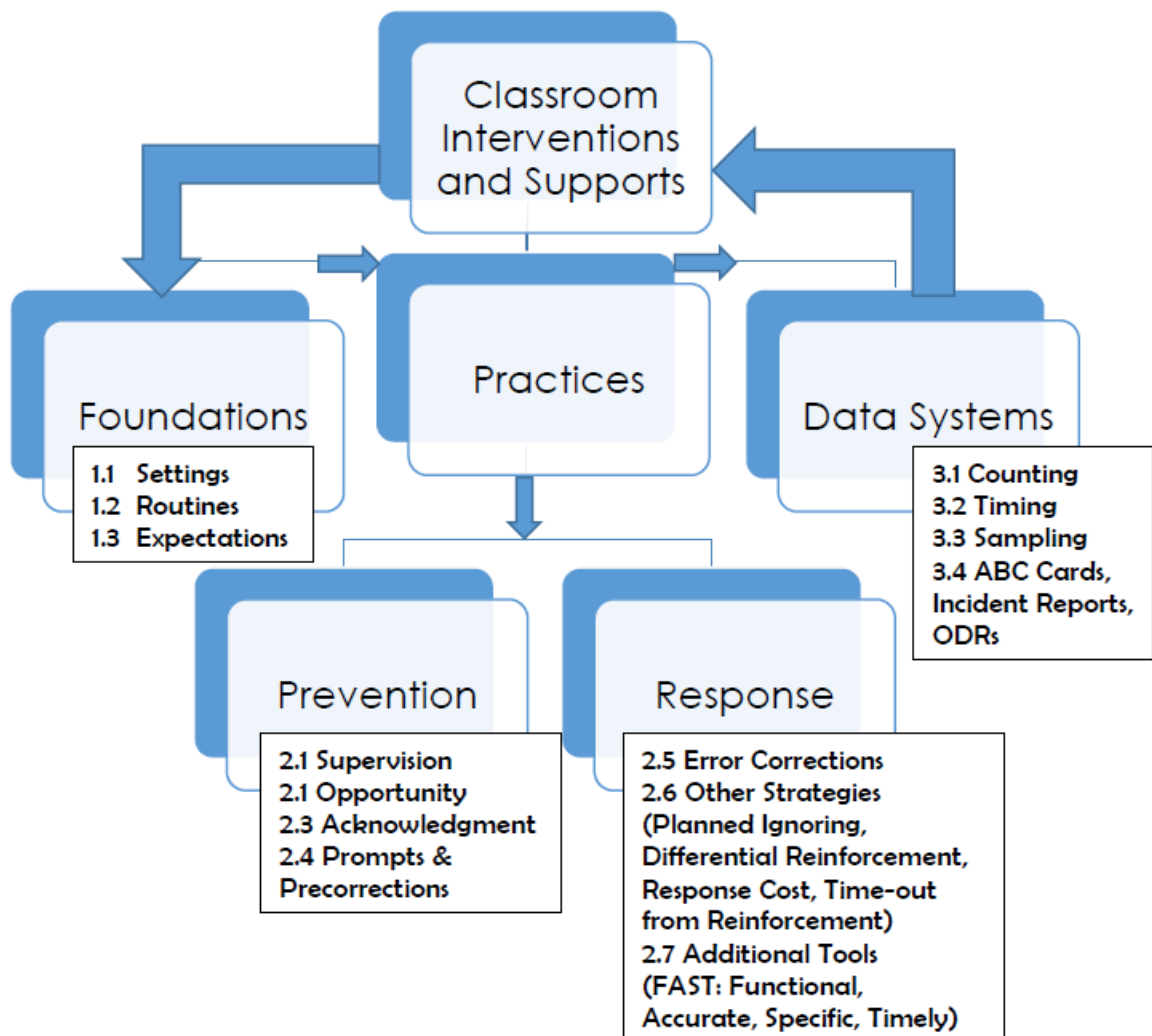 Classroom
Interventions
and Supports
Foundations
1.1 Settings
1.2 Routines
1.3 Expectations
Practices
Data Systems
3.1 Counting
3.2 Timing
3.3 Sampling
3.4 ABC Cards,
Incident Reports,
ODRs
Prevention
2.1 Supervision
2.1 Opportunity
2.3 Acknowledgment
2.4 Prompts &
Precorrections
Response
2.5 Error Corrections
2.6 Other Strategies
(Planned Ignoring,
Differential Reinforcement,
Response Cost, Time-out
from Reinforcement)
2.7 Additional Tools
(FAST: Functional,
Accurate, Specific, Timely)